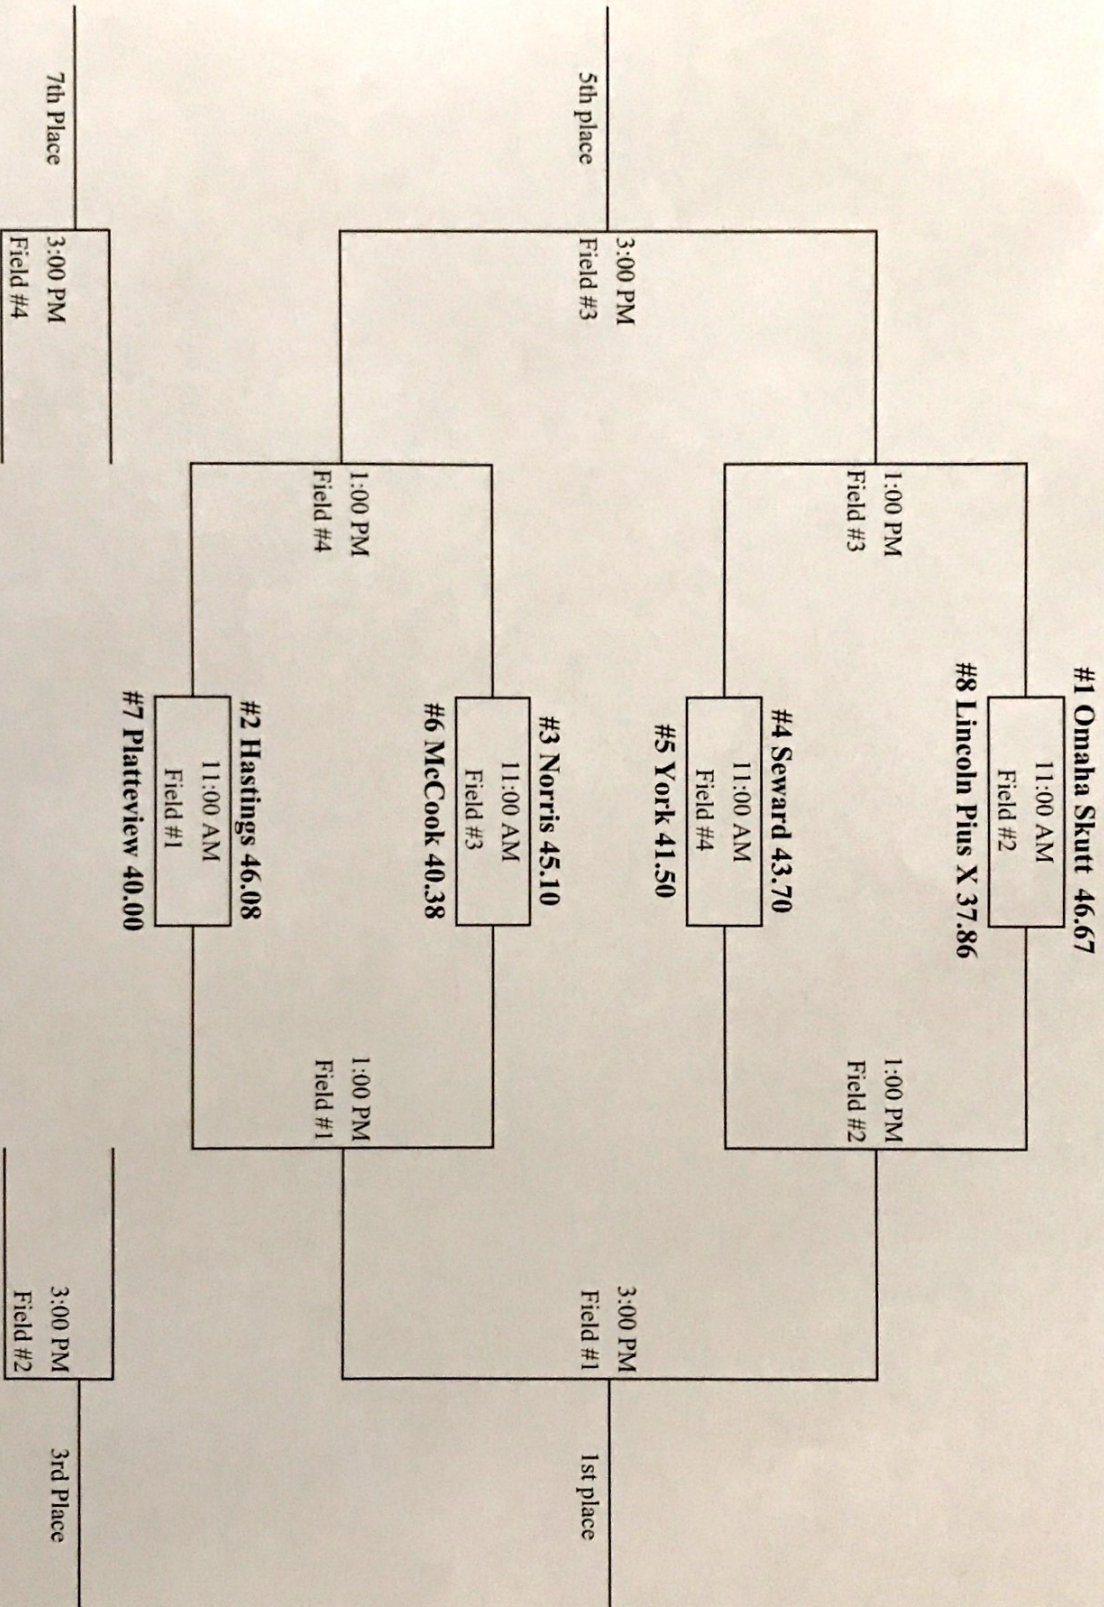 #1 Omaha Skutt 46.67
11:00 AM
Field #2
#8 Lincoln Pius X 37.86
1:00 PM
Field #3
1:00 PM
Field #2
#4 Seward 43.70
11:00 AM
Field #4
#5 York 41.50
3:00 PM
Field #3
5th place
3:00 PM
Field #1
1st place
#3 Norris 45.10
11:00 AM
Field #3
#6 McCook 40.38
1:00 PM
Field #4
1:00 PM
Field #1
#2 Hastings 46.08
11:00 AM
Field #1
#7 Platteview 40.00
7th Place
3:00 PM
Field #4
3:00 PM
Field #2
3rd Place